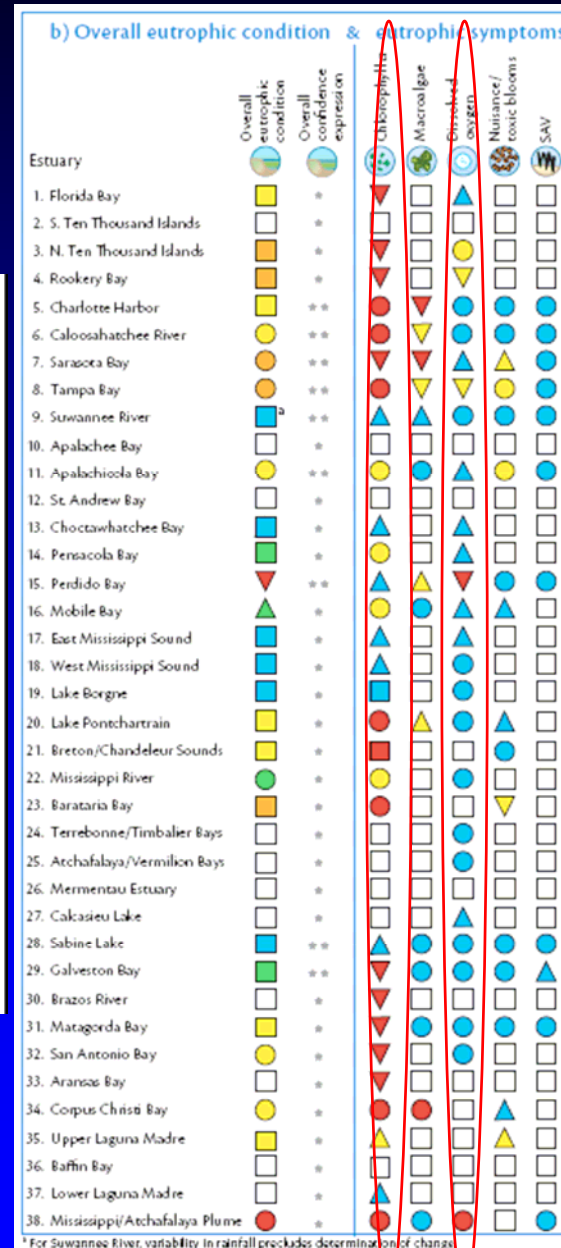 b) Overall eutrophic condition & eutrophic symptoms
Overall eutrophic condition
Overall confidence expression
Chlorophyll a
Macroalgae
Dissolved oxygen
Nuisance/ toxic blooms
SAV
Estuary
1. Florida Bay *
2. S. Ten Thousand Islands *
3. N. Ten Thousand Islands *
4. Rookery Bay *
5. Charlotte Harbor **
6. Caloosahatchee River **
7. Sarasota Bay **
8. Tampa Bay **
9. Suwannee River a **
10. Apalachee Bay *
11. Apalachicola Bay **
12. St. Andrew Bay *
13. Choctawhatchee Bay *
14. Pensacola Bay *
15. Perdido Bay **
16. Mobile Bay *
17. East Mississippi Sound *
18. West Mississippi Sound *
19. Lake Borgne *
20. Lake Pontchartrain *
21. Breton/Chandeleur Sounds *
22. Mississippi River *
23. Barataria Bay *
24. Terrebonne/Timbalier Bays *
25. Atchafalaya/Vermilion Bays *
26. Mermentau Estuary *
27. Calcasieu Lake *
28. Sabine Lake **
29. Galveston Bay **
30. Brazos River *
31. Matagorda Bay *
32. San Antonio Bay *
33. Aransas Bay *
34. Corpus Christi Bay *
35. Upper Laguna Madre *
36. Baffin Bay *
37. Lower Laguna Madre *
38. Mississippi/Atchafalaya Plume *
a For Suwannee River, variability in rainfall precludes determination of change